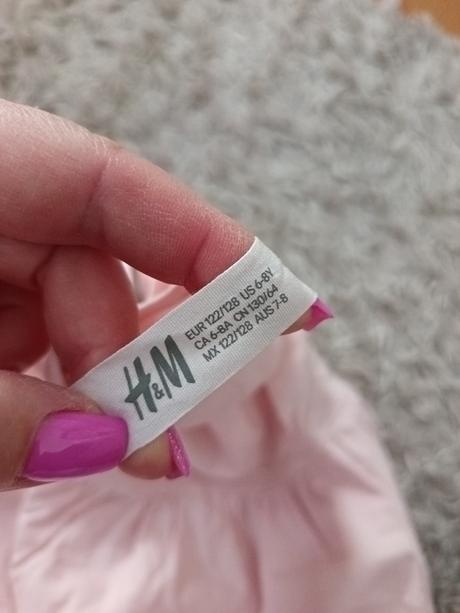 H&M
EUR 122/128 US 6-8Y
CA 6-8A CN 130/64
MX 122/128 AUS 7-8